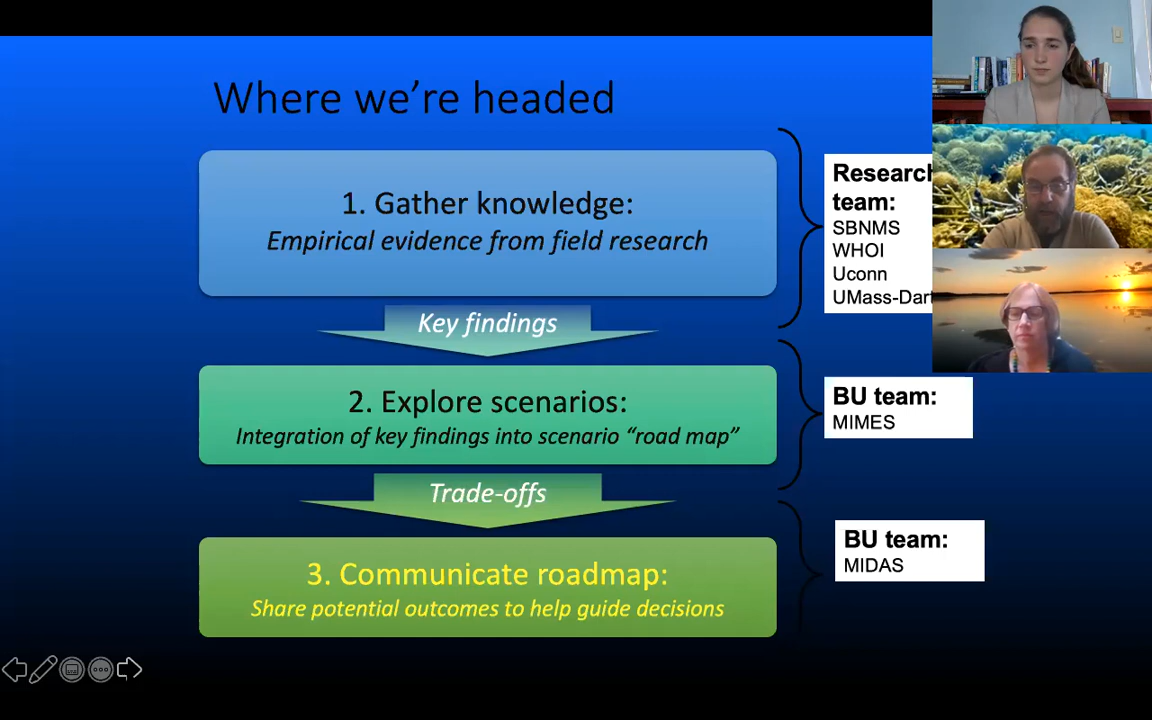 Where we're headed
1. Gather knowledge:
Empirical evidence from field research
Research
team:
SBNMS
WHOI
Uconn
UMass-Dart
Key findings
2. Explore scenarios:
Integration of key findings into scenario “road map”
BU team:
MIMES
Trade-offs
3. Communicate roadmap:
Share potential outcomes to help guide decisions
BU team:
MIDAS